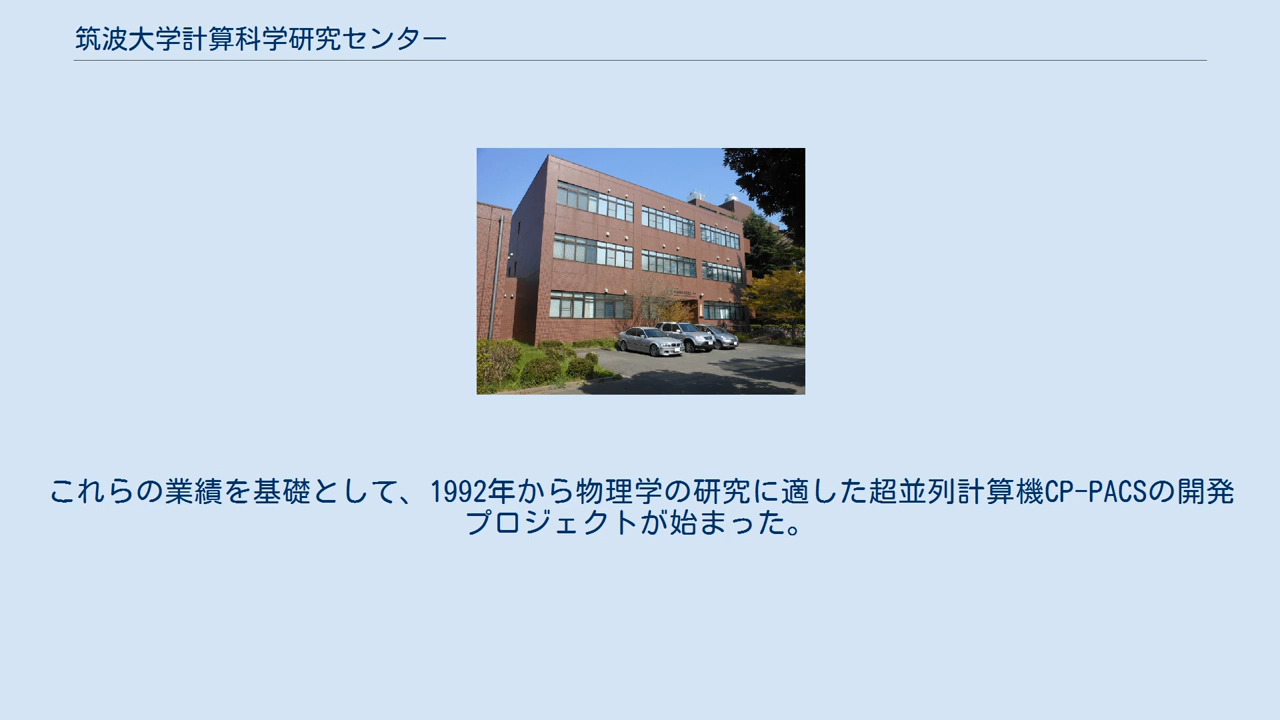 筑波大学計算科学研究センター
これらの業績を基礎として、1992年から物理学の研究に適した超並列計算機CP-PACSの開発
プロジェクトが始まった。